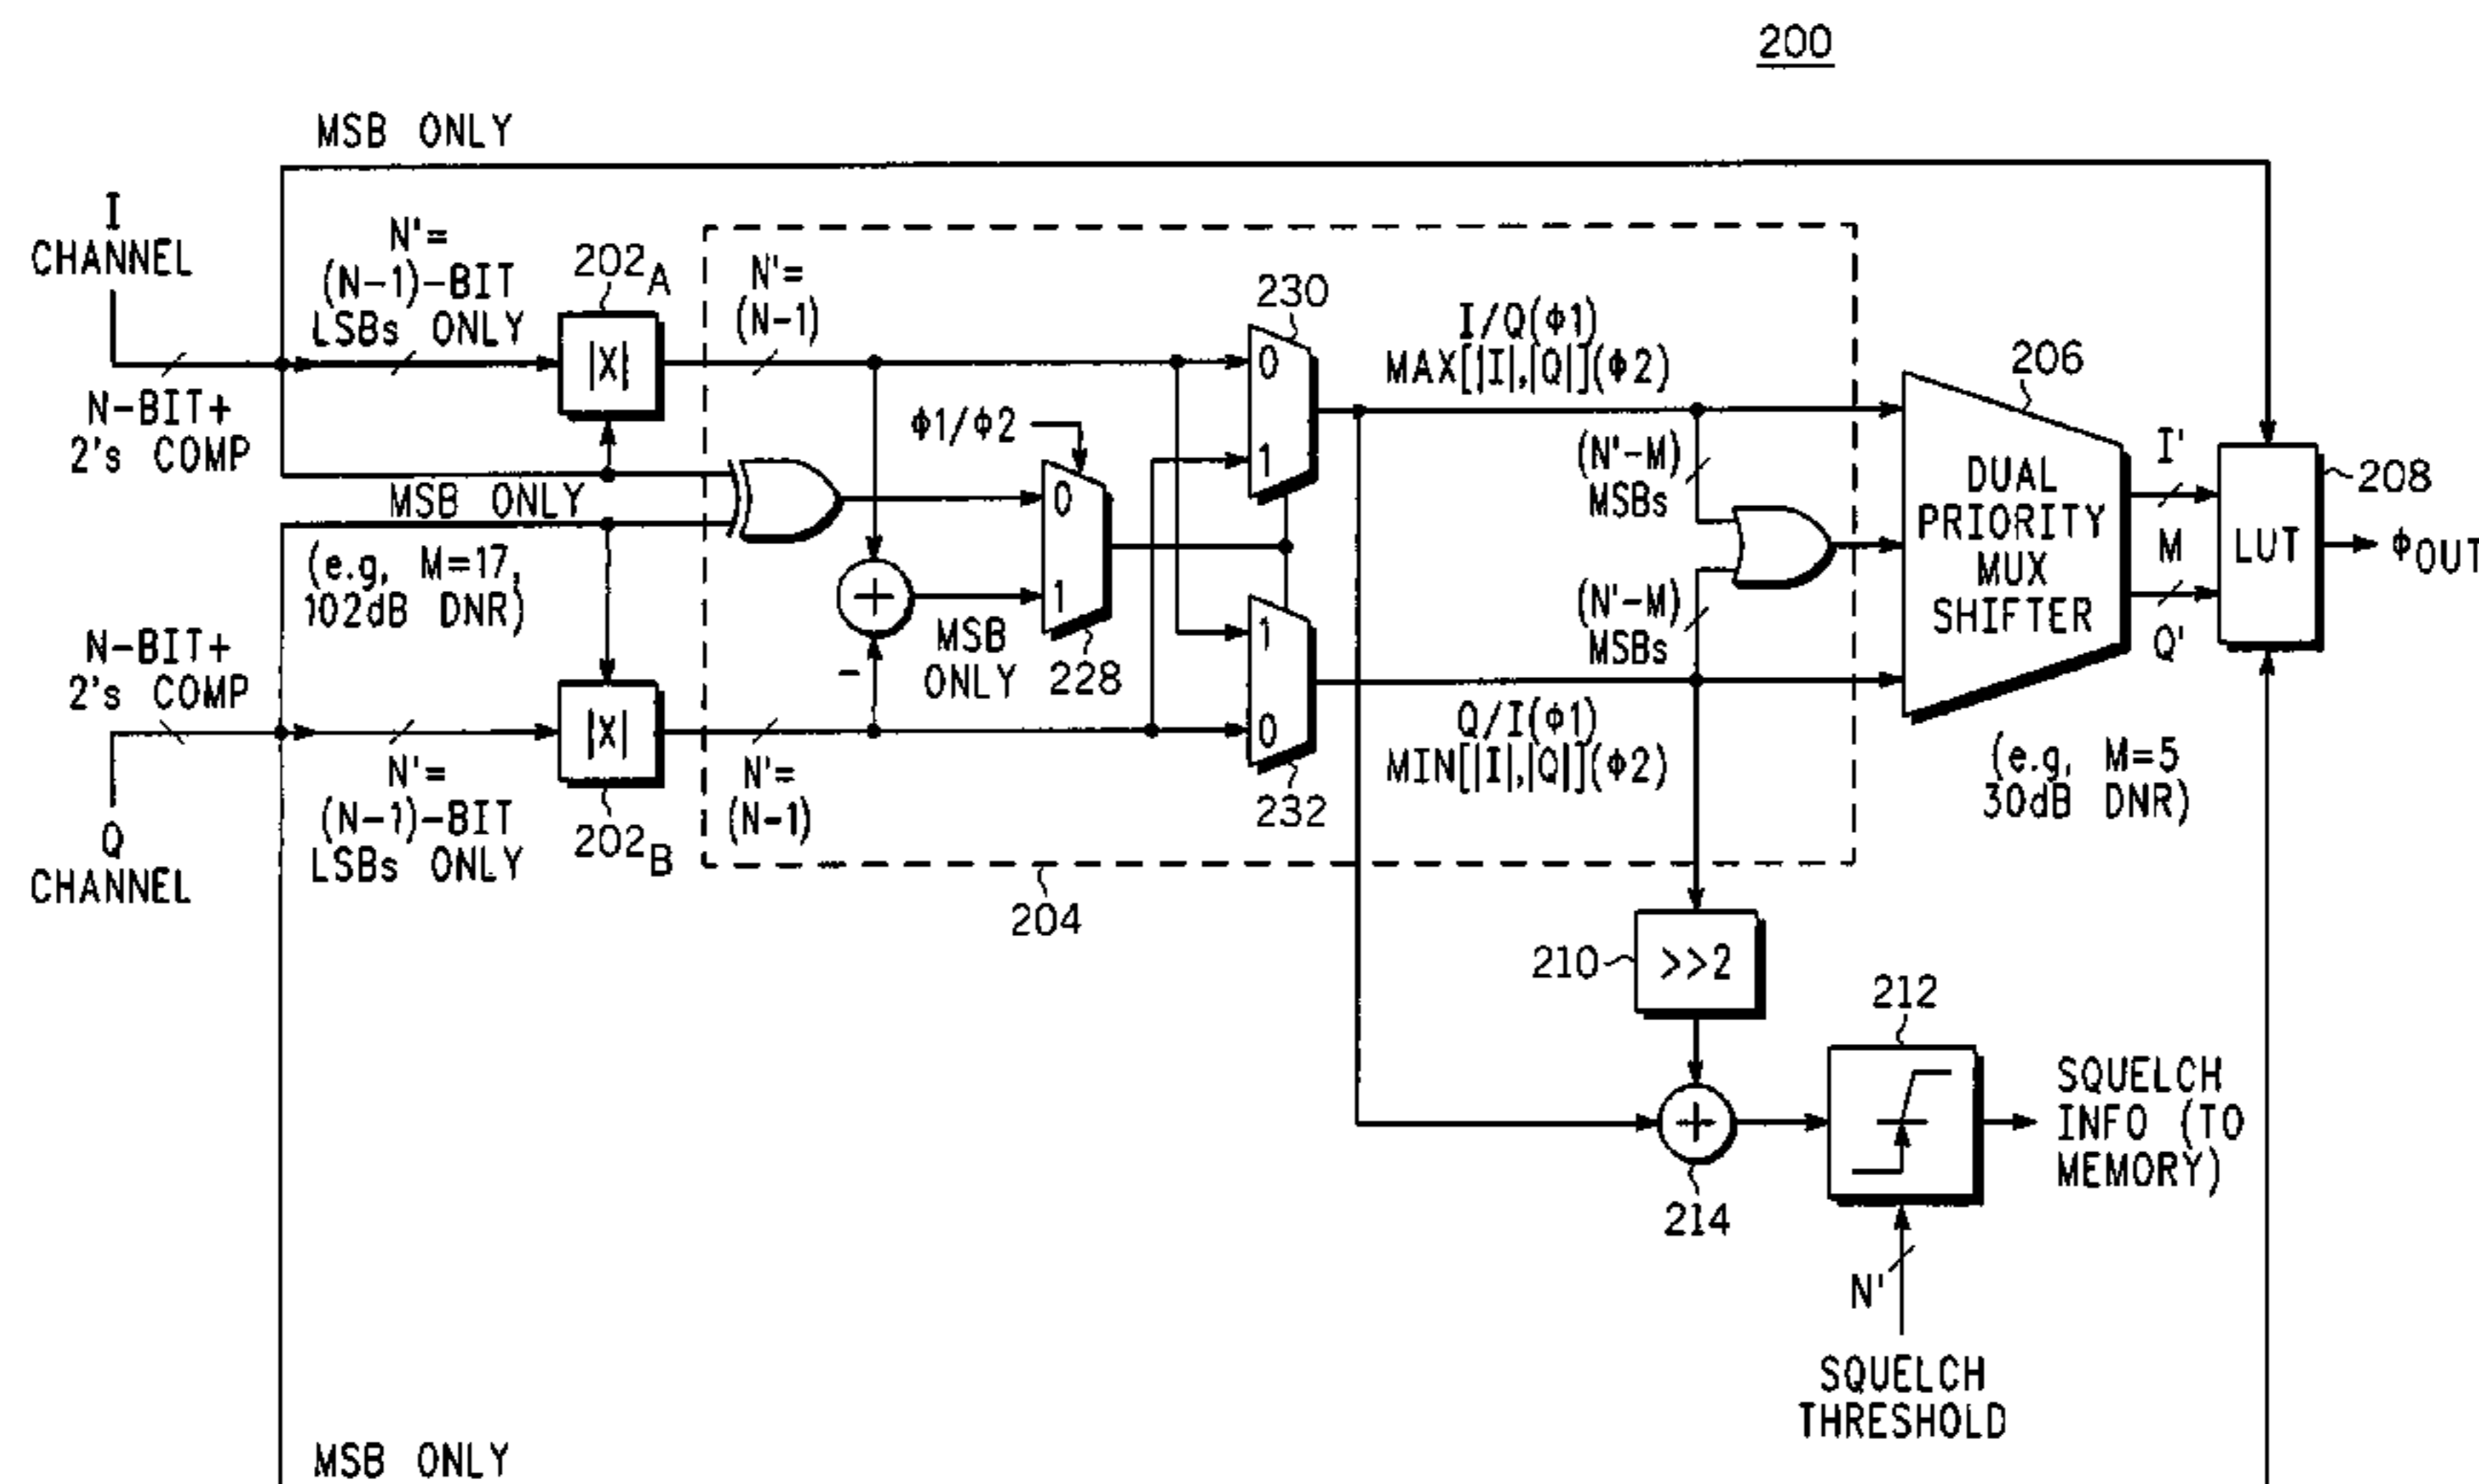 200
MSB ONLY
I
CHANNEL
N'=
(N-1)-BIT
LSBs ONLY
202A
N'=
(N-1)
230
I/Q(ϕ1)
MAX[|I|,|Q|](ϕ2)
206
|X|
0
1
N-BIT+
2's COMP
ϕ1/ϕ2
(N'-M)
MSBs
DUAL
PRIORITY
MUX
SHIFTER
I'
M
Q'
208
LUT
ϕOUT
MSB ONLY
0
1
+
-
MSB
ONLY
228
(e.g, M=17,
102dB DNR)
(N'-M)
MSBs
N-BIT+
2's COMP
|X|
1
0
Q/I(ϕ1)
MIN[|I|,|Q|](ϕ2)
(e.g, M=5
30dB DNR)
N'=
(N-1)-BIT
LSBs ONLY
202B
N'=
(N-1)
232
Q
CHANNEL
204
210
>>2
212
+
214
SQUELCH
INFO (TO
MEMORY)
N'
SQUELCH
THRESHOLD
MSB ONLY